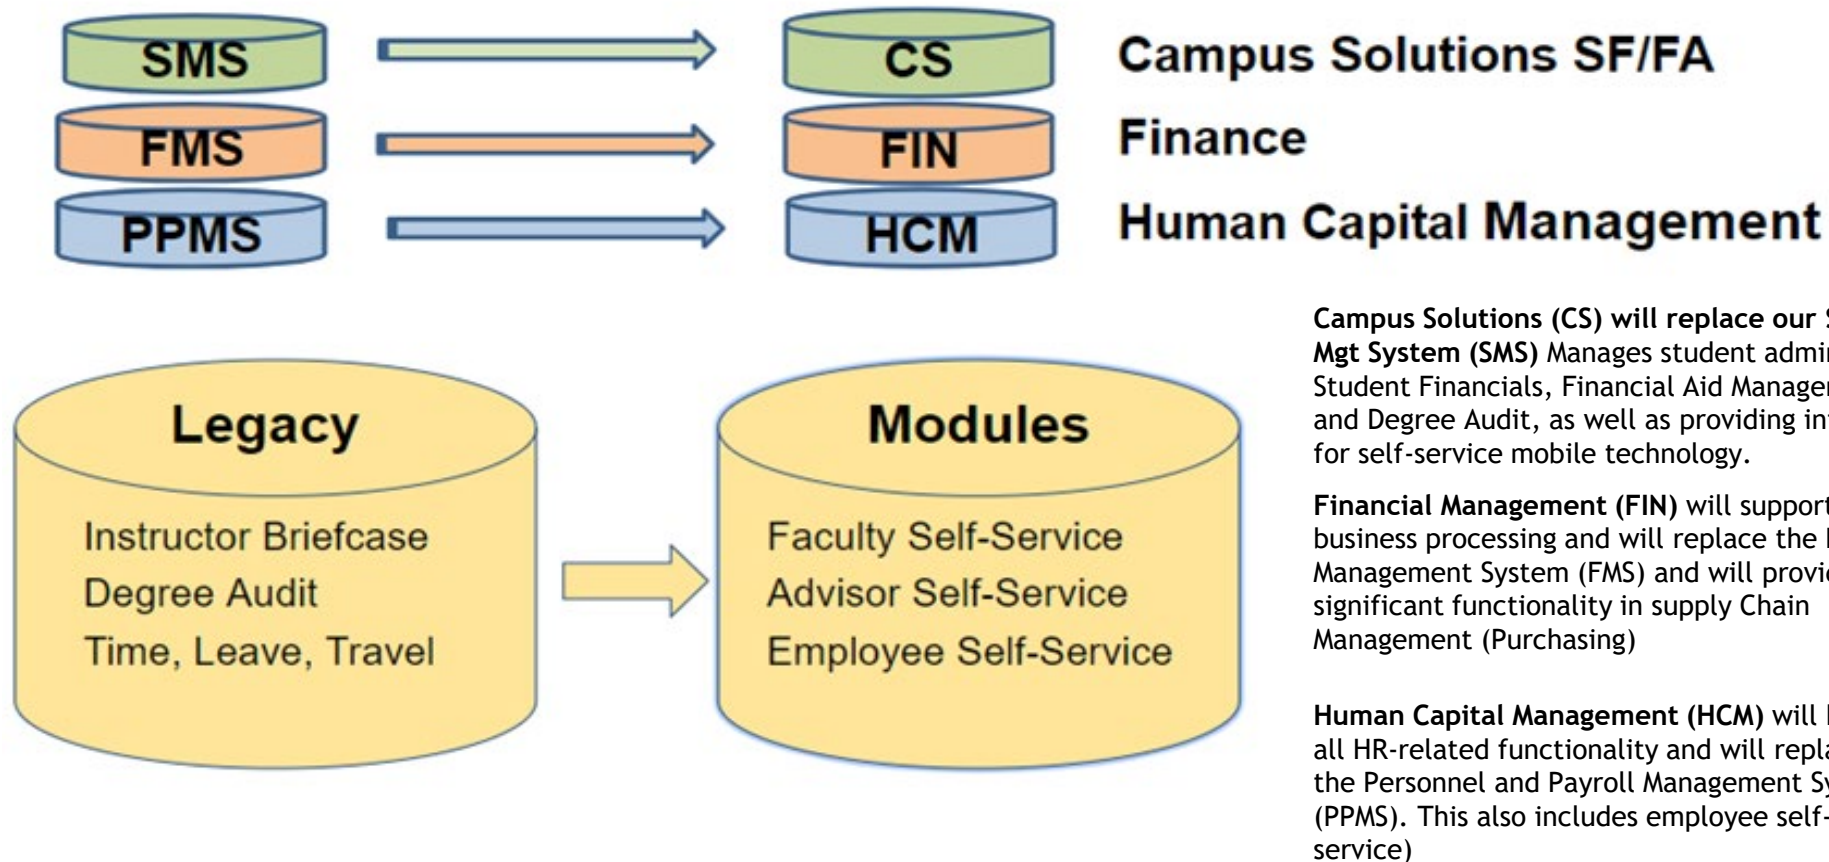 SMS CS Campus Solutions SF/FA
FMS FIN Finance
PPMS HCM Human Capital Management
Legacy
Instructor Briefcase
Degree Audit
Time, Leave, Travel
Modules
Faculty Self-Service
Advisor Self-Service
Employee Self-Service
Campus Solutions (CS) will replace our
Mgt System (SMS) Manages student
Student Financials, Financial Aid
and Degree Audit, as well as providing
for self-service mobile technology.
Financial Management (FIN) will support
business processing and will replace the
Management System (FMS) and will
significant functionality in supply Chain
Management (Purchasing)
Human Capital Management (HCM) will
all HR-related functionality and will
the Personnel and Payroll Management
(PPMS). This also includes employee self-
service)